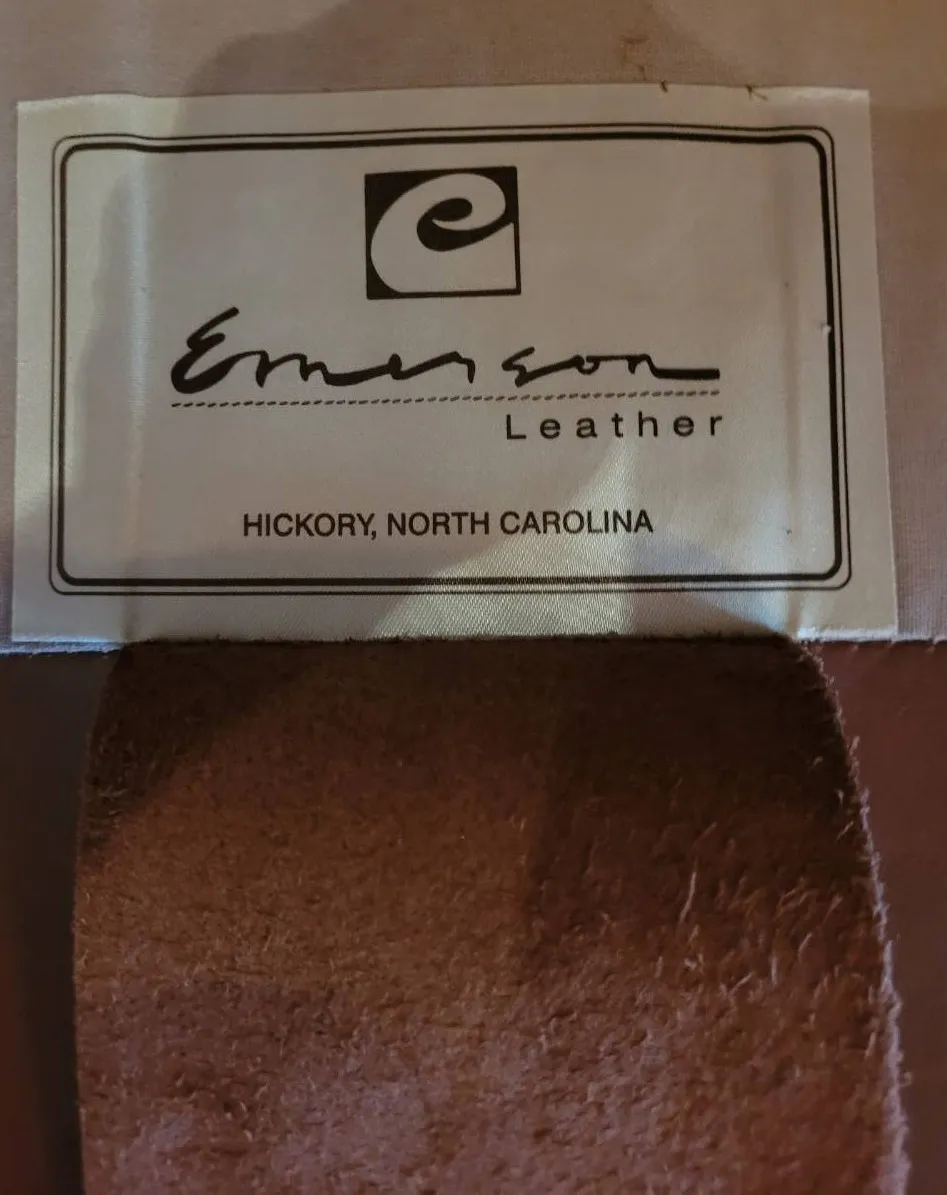 e
Emerson
Leather
HICKORY, NORTH CAROLINA